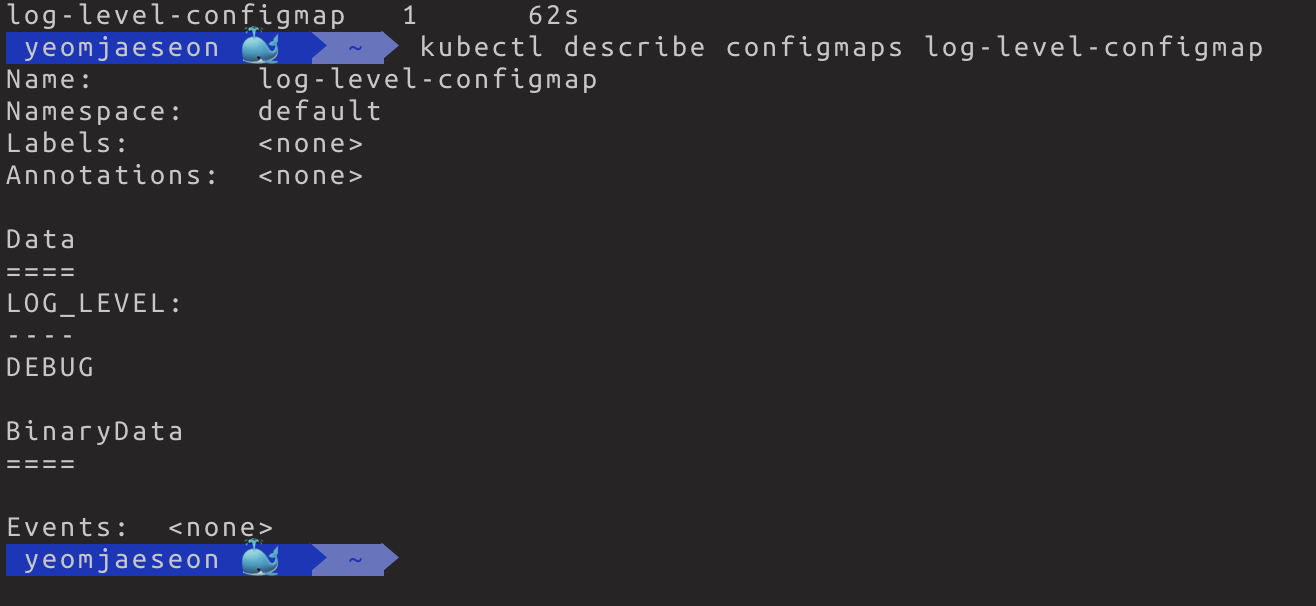 log-level-configmap   1      62s
yeomjaeseon 🐳 ~ kubectl describe configmaps log-level-configmap
Name:         log-level-configmap
Namespace:    default
Labels:       <none>
Annotations:  <none>

Data
====
LOG_LEVEL:
----
DEBUG

BinaryData
====

Events:  <none>
yeomjaeseon 🐳 ~